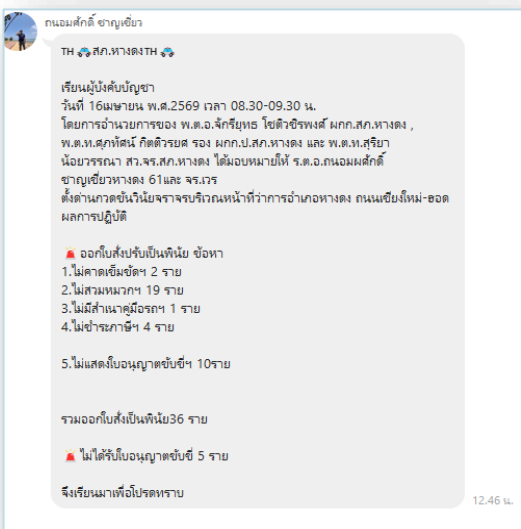 ถนอมศักดิ์ ชาญเชี่ยว
TH 🚓สภ.หางดงTH 🚓
เรียนผู้บังคับบัญชา
วันที่ 16เมษายน พ.ศ.2569 เวลา 08.30-09.30 น.
โดยการอำนวยการของ พ.ต.อ.จักรียุทธ โชติวชิรพงศ์ ผกก.สภ.หางดง ,
พ.ต.ท.ศุภทัศน์ กิตติวรยศ รอง ผกก.ป.สภ.หางดง และ พ.ต.ท.สุริยา
น้อยวรรณา สว.จร.สภ.หางดง ได้มอบหมายให้ ร.ต.อ.ถนอมผศักดิ์
ชาญเชี่ยวหางดง 61และ จร.เวร
ตั้งด่านกวดขันวินัยจราจรบริเวณหน้าที่ว่าการอำเภอหางดง ถนนเชียงใหม่-ฮอด
ผลการปฏิบัติ
🚨 ออกใบสั่งปรับเป็นพินัย ข้อหา
1.ไม่คาดเข็มขัดฯ 2 ราย
2.ไม่สวมหมวกฯ 19 ราย
3.ไม่มีสำเนาคู่มือรถฯ 1 ราย
4.ไม่ชำระภาษีฯ 4 ราย
5.ไม่แสดงใบอนุญาตขับขี่ฯ 10ราย
รวมออกใบสั่งเป็นพินัย36 ราย
🚨 ไม่ได้รับใบอนุญาตขับขี่ 5 ราย
จึงเรียนมาเพื่อโปรดทราบ
12.46 น.